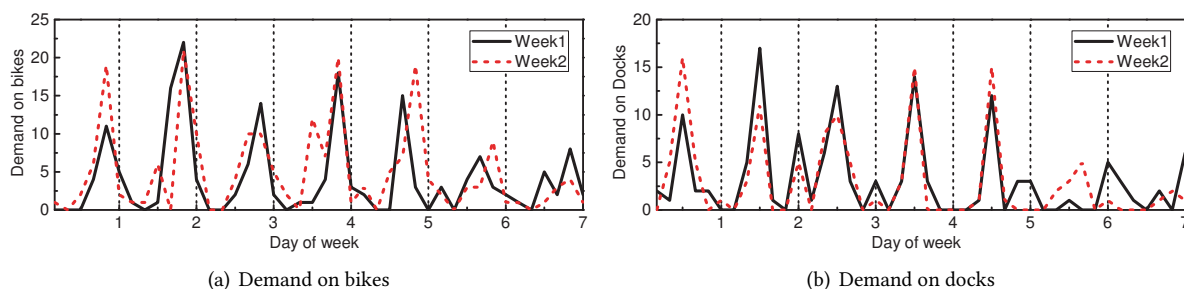 25
20
15
10
5
0
Demand on bikes
Week1
Week2
1 2 3 4 5 6 7
Day of week
(a) Demand on bikes
20
15
10
5
0
Demand on Docks
Week1
Week2
1 2 3 4 5 6 7
Day of week
(b) Demand on docks